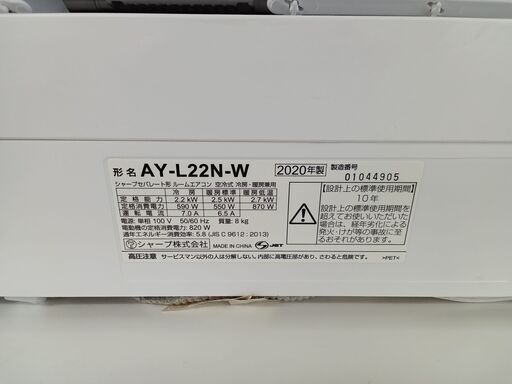 形名 AY-L22N-W 2020年製 製造番号 01044905
シャープセパレート形 ルームエアコン 空冷式 冷房・暖房兼用
冷房 暖房標準 暖房低温
定格能力 2.2 kW 2.5 kW 2.7 kW
定格消費電力 590 W 550 W 870 W
運転電流 7.0 A 6.5 A
電源: 単相 100 V 50/60 Hz 質量: 8 kg
電動機の定格消費電力: 820 W
通年エネルギー消費効率: 5.8 (JIS C 9612 : 2013)
シャープ株式会社 MADE IN CHINA JET
【設計上の標準使用期間】
10年
設計上の標準使用期間を
超えてお使いいただいた
場合は、経年劣化による
発火・けが等の事故に至
るおそれがあります。
高圧注意 サービスマン以外の人は分解しない。内部に高電圧部があり、さわると危険です。
>PET<